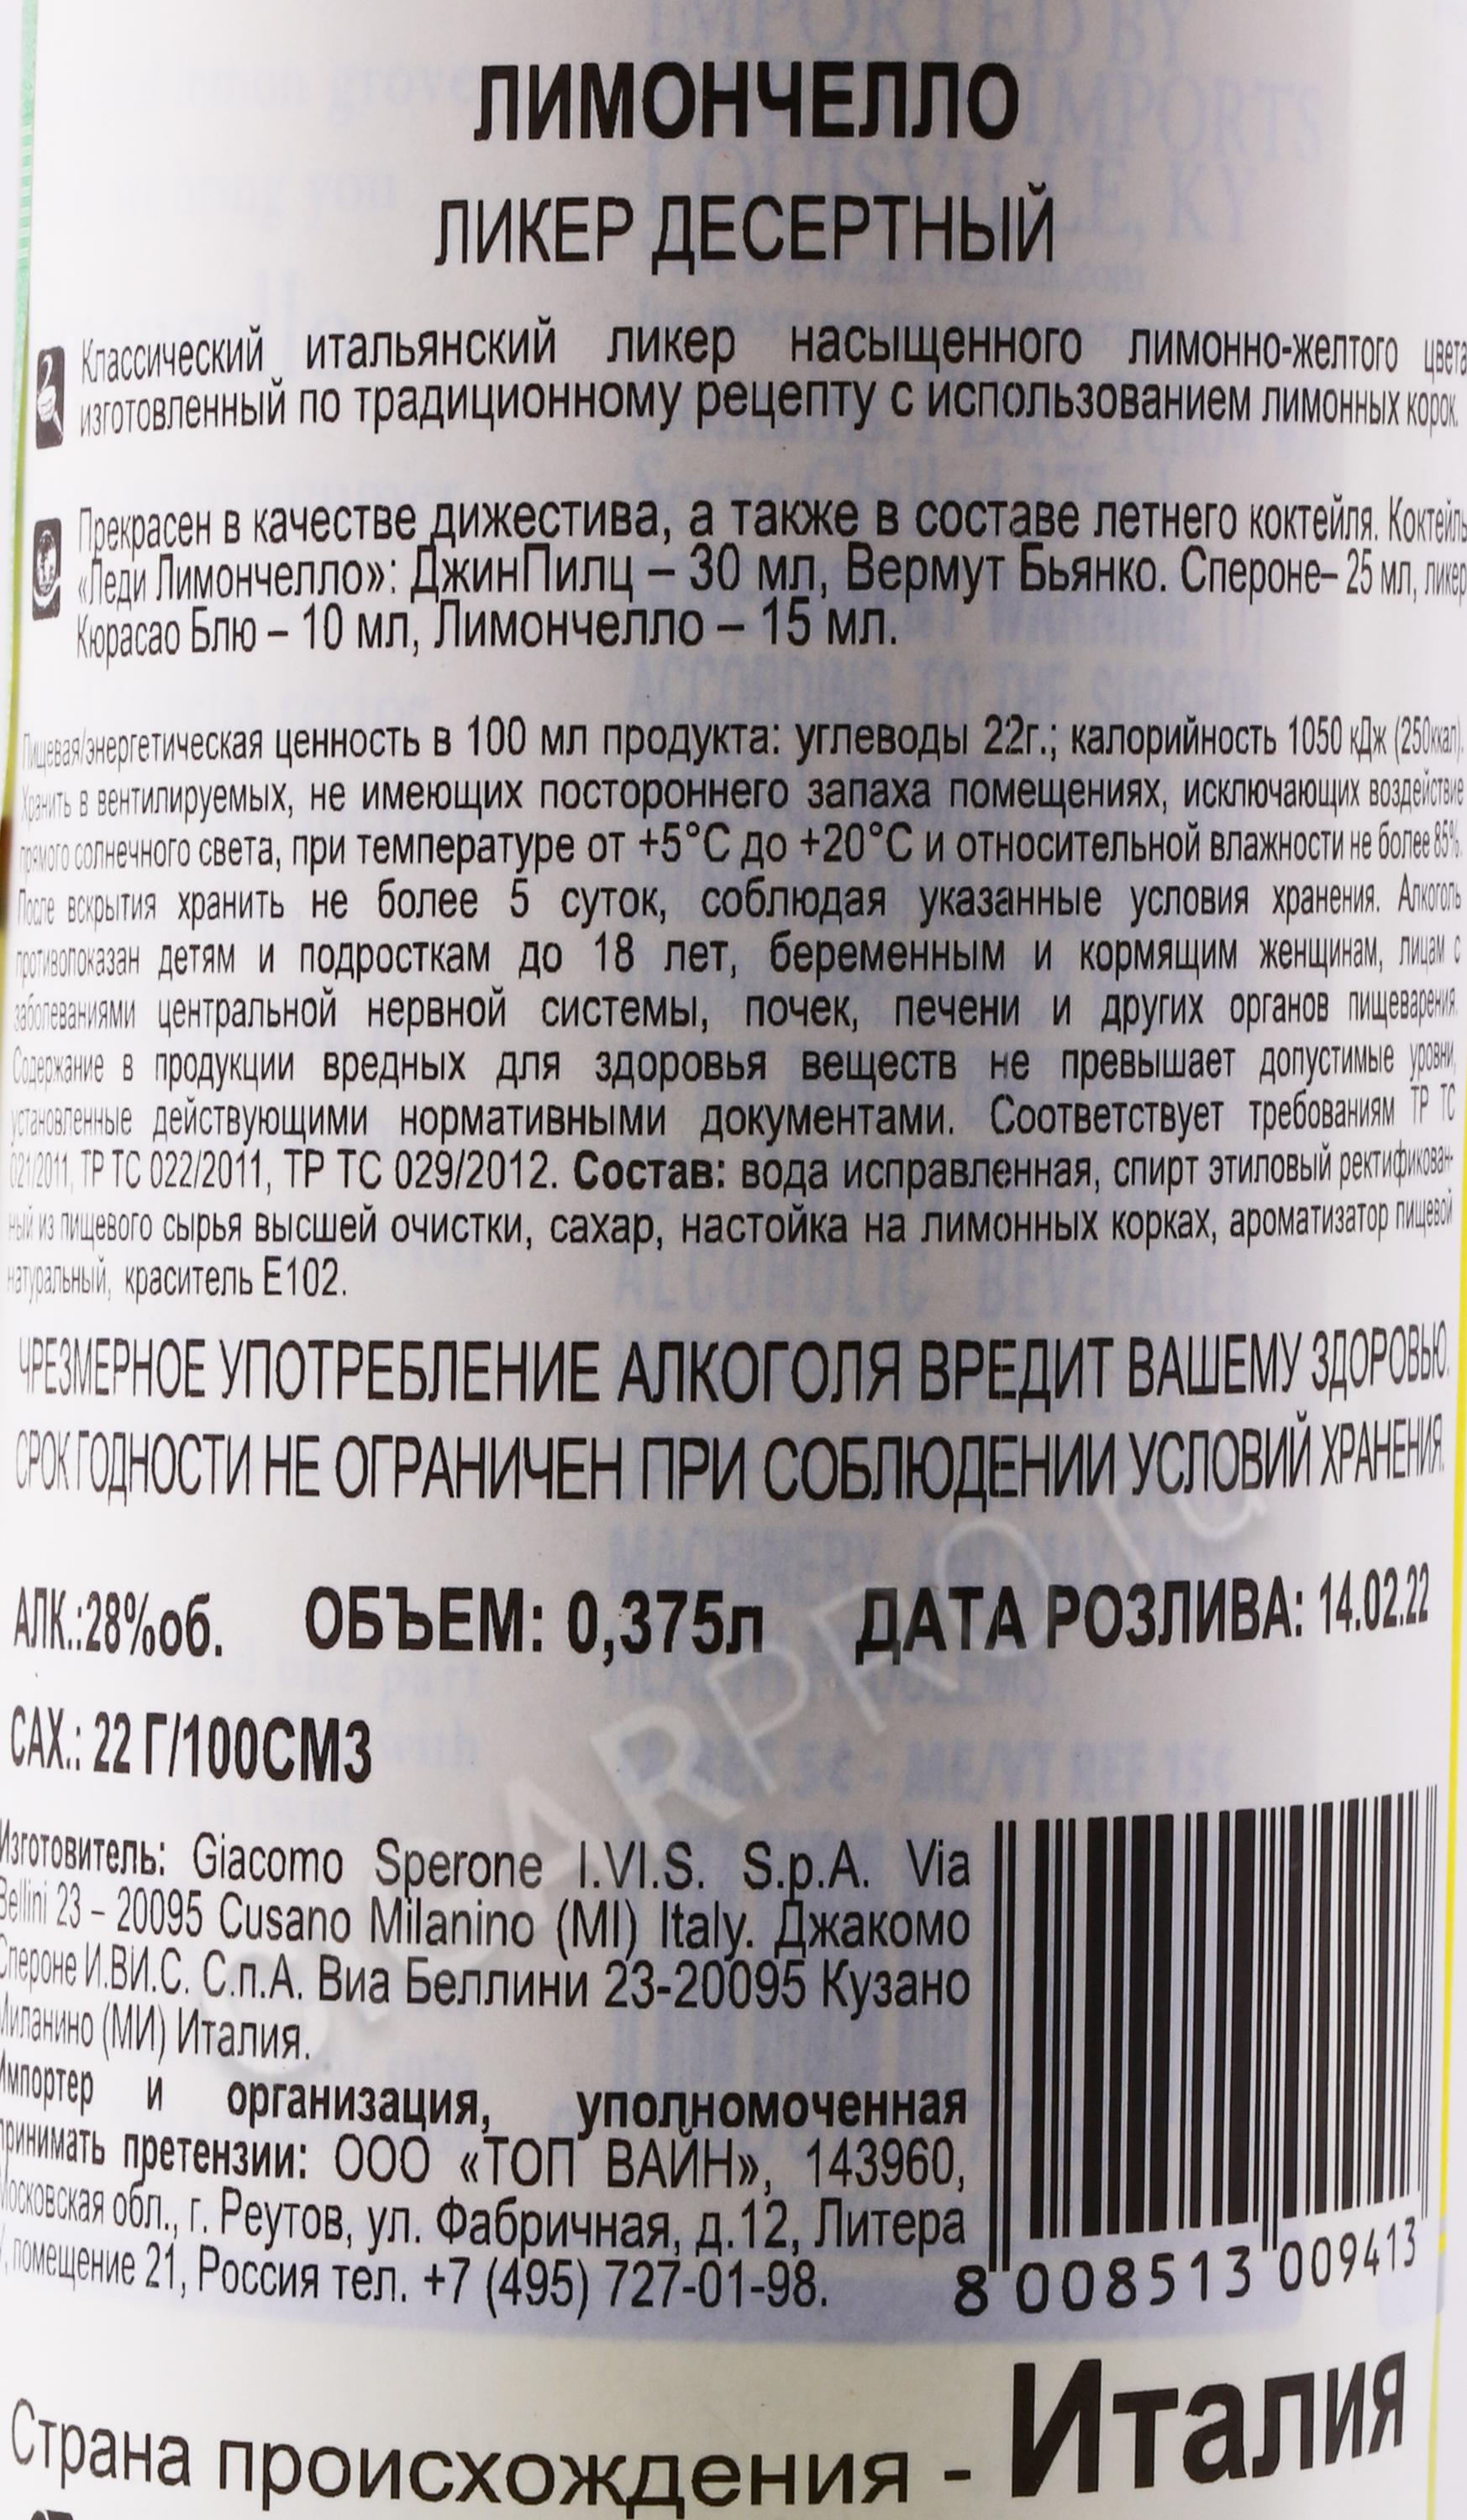 ЛИМОНЧЕЛЛО
ЛИКЕР ДЕСЕРТНЫЙ
Классический итальянский ликер насыщенного лимонно-желтого цвета
изготовленный по традиционному рецепту с использованием лимонных корок.
Прекрасен в качестве дижестива, а также в составе летнего коктейля. Коктейль
«Леди Лимончелло»: ДжинПилц – 30 мл, Вермут Бьянко. Спероне– 25 мл, ликер
Кюрасао Блю – 10 мл, Лимончелло – 15 мл.
Пищевая/энергетическая ценность в 100 мл продукта: углеводы 22г.; калорийность 1050 кДж (250ккал).
Хранить в вентилируемых, не имеющих постороннего запаха помещениях, исключающих воздействие
прямого солнечного света, при температуре от +5°С до +20°С и относительной влажности не более 85%.
После вскрытия хранить не более 5 суток, соблюдая указанные условия хранения. Алкоголь
противопоказан детям и подросткам до 18 лет, беременным и кормящим женщинам, лицам с
заболеваниями центральной нервной системы, почек, печени и других органов пищеварения.
Содержание в продукции вредных для здоровья веществ не превышает допустимые уровни,
установленные действующими нормативными документами. Соответствует требованиям ТР ТС
021/2011, ТР ТС 022/2011, ТР ТС 029/2012. Состав: вода исправленная, спирт этиловый ректификован-
ный из пищевого сырья высшей очистки, сахар, настойка на лимонных корках, ароматизатор пищевой
натуральный, краситель Е102.
ЧРЕЗМЕРНОЕ УПОТРЕБЛЕНИЕ АЛКОГОЛЯ ВРЕДИТ ВАШЕМУ ЗДОРОВЬЮ.
СРОК ГОДНОСТИ НЕ ОГРАНИЧЕН ПРИ СОБЛЮДЕНИИ УСЛОВИЙ ХРАНЕНИЯ.
АЛК.:28%об. ОБЪЕМ: 0,375л ДАТА РОЗЛИВА: 14.02.22
САХ.: 22 Г/100СМ3
Изготовитель: Giacomo Sperone I.VI.S. S.p.A. Via
Bellini 23 – 20095 Cusano Milanino (MI) Italy. Джакомо
Спероне И.ВИ.С. С.п.А. Виа Беллини 23-20095 Кузано
Миланино (МИ) Италия.
Импортер и организация, уполномоченная
принимать претензии: ООО «ТОП ВАЙН», 143960,
Московская обл., г. Реутов, ул. Фабричная, д.12, Литера
помещение 21, Россия тел. +7 (495) 727-01-98.
8 008513 009413
Страна происхождения - Италия
CIGARPRO.ru